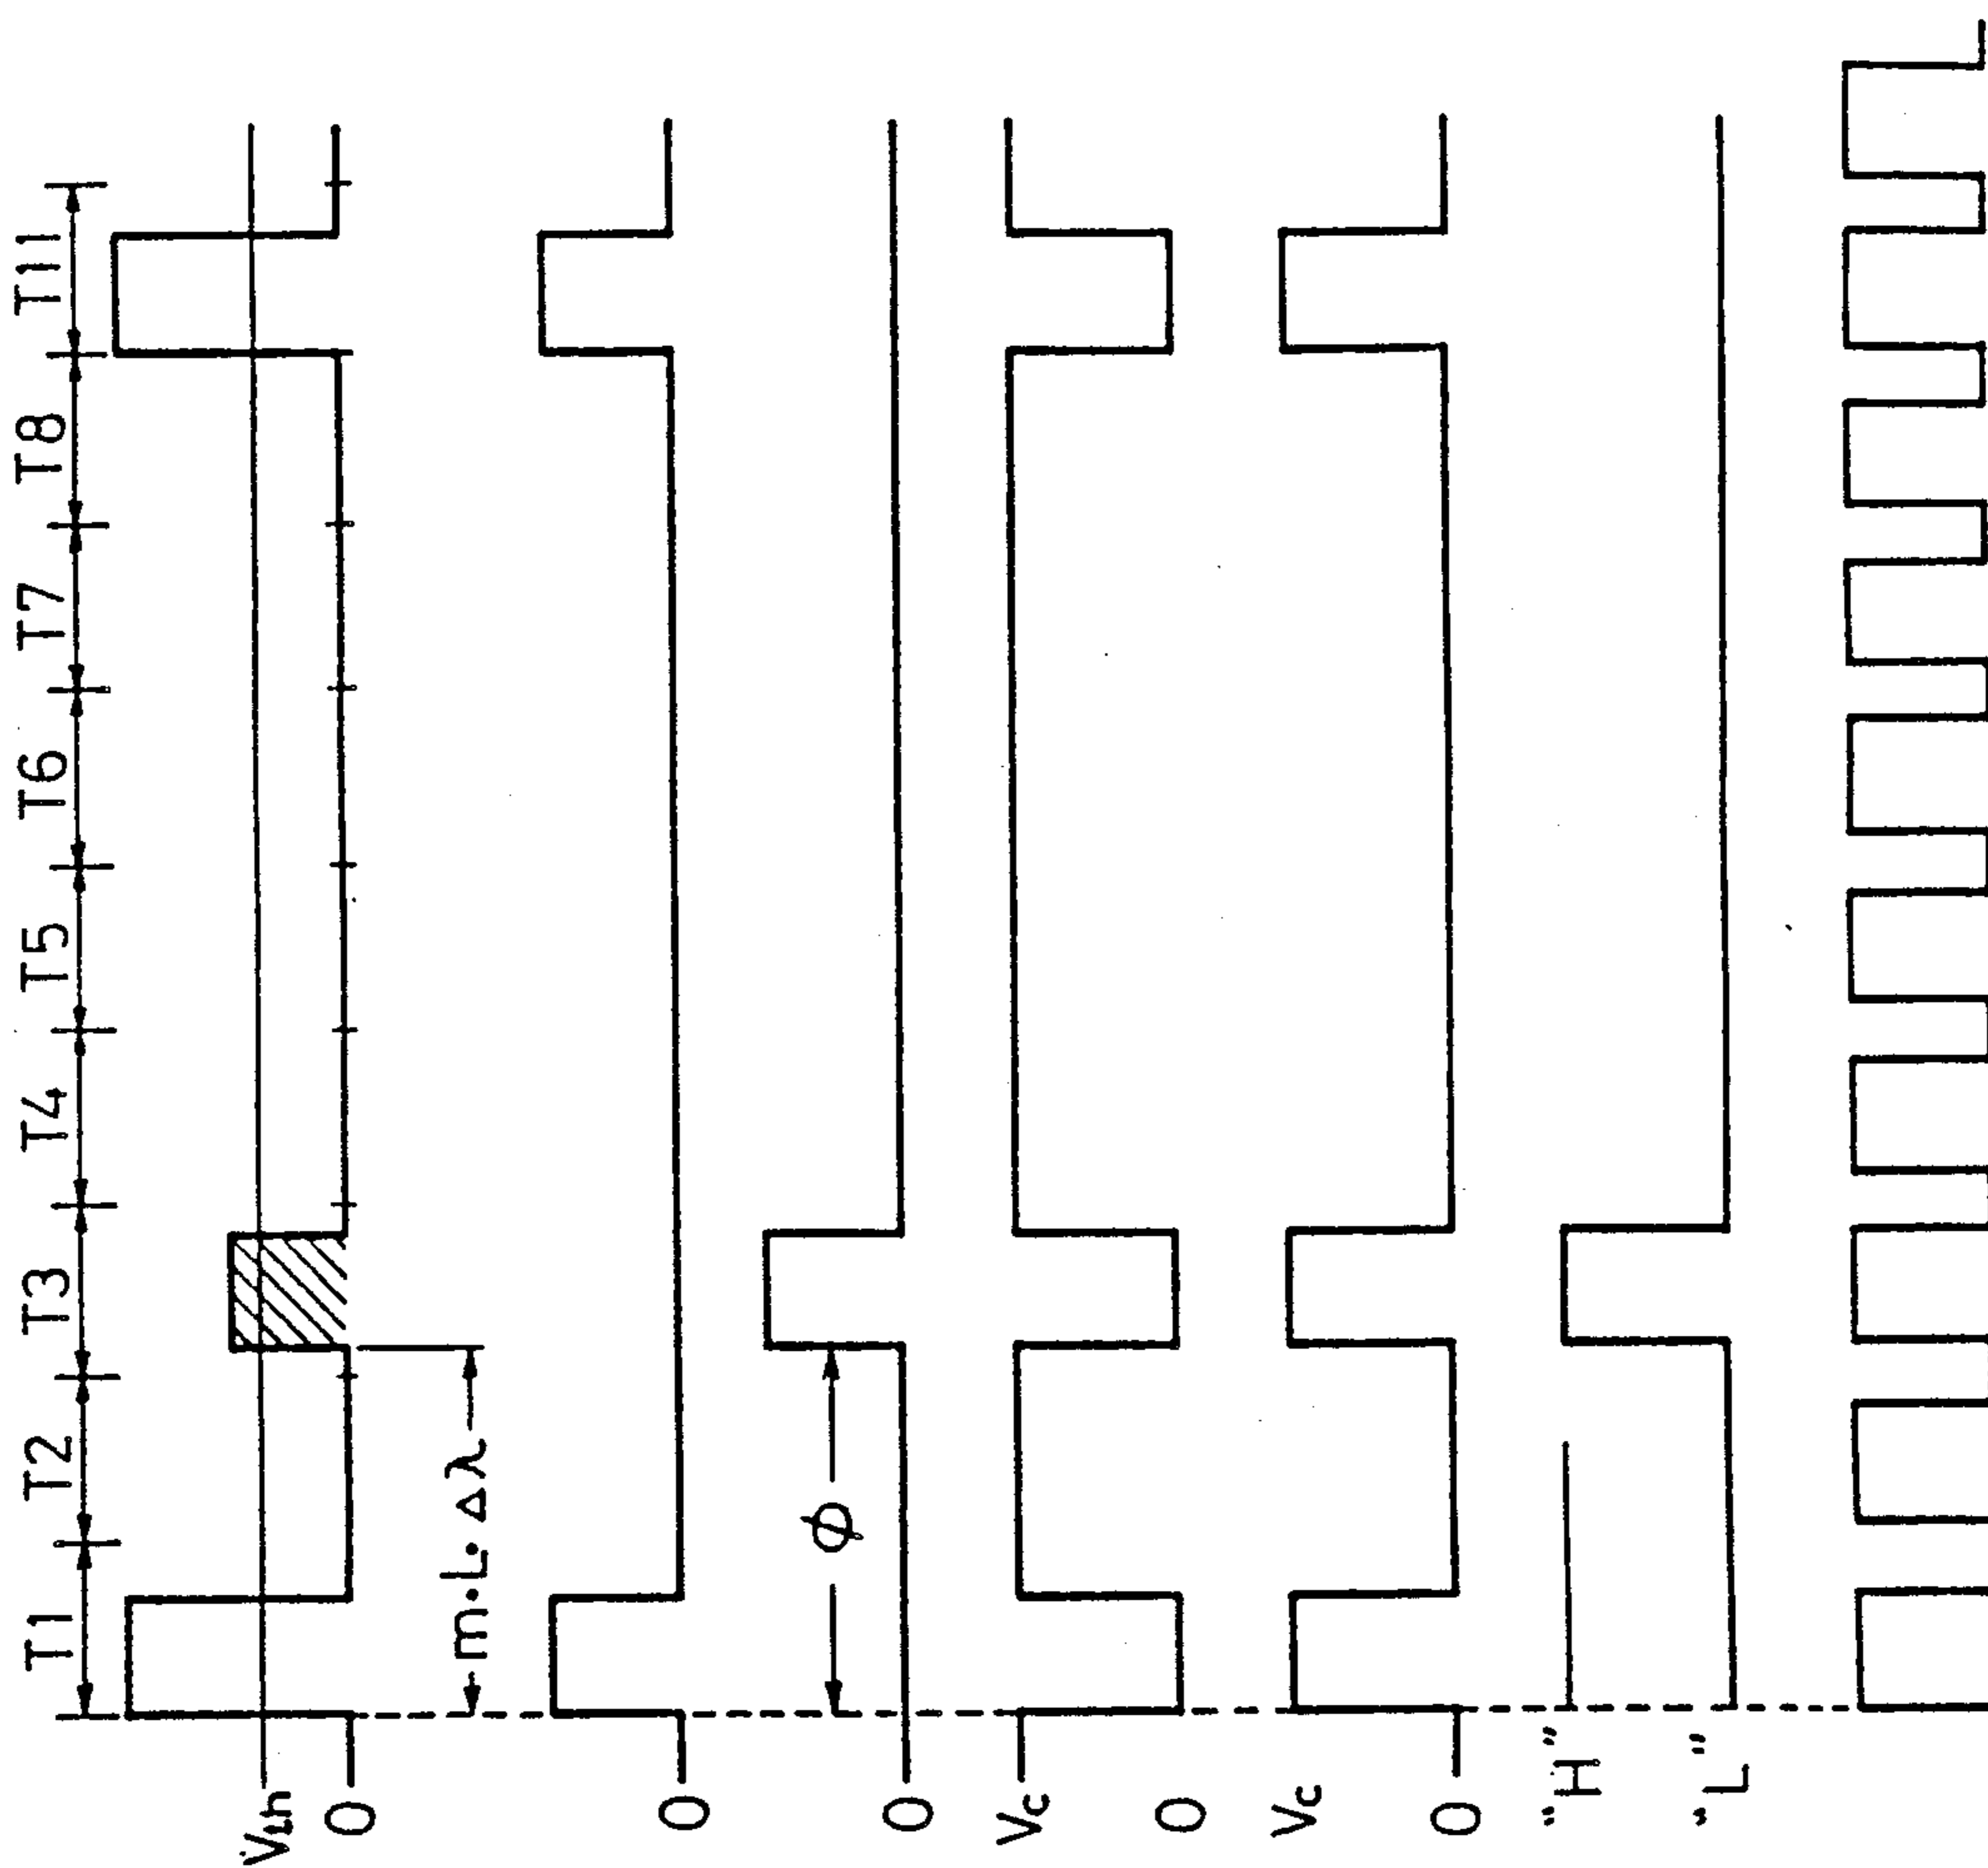 T1 T2 T3 T4 T5 T6 T7 T8 T11
Vth
0
m·L·Δλ
0
ϕ
0
Vc
0
Vc
0
"H"
"L"